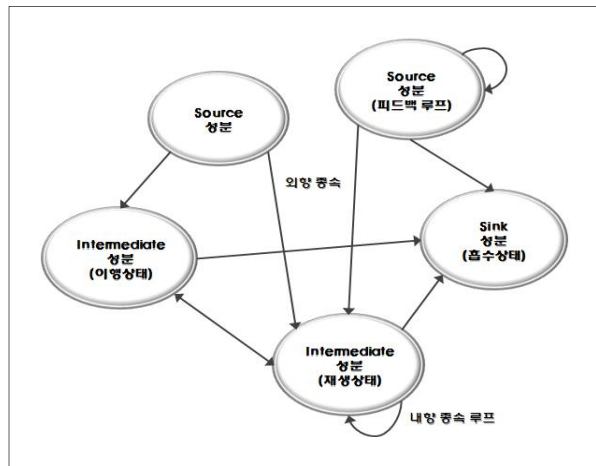 Source
성분
(피드백 루프)
Source
성분
외향 종속
Sink
성분
(흡수상태)
Intermediate
성분
(이행상태)
Intermediate
성분
(재생상태)
내향 종속 루프